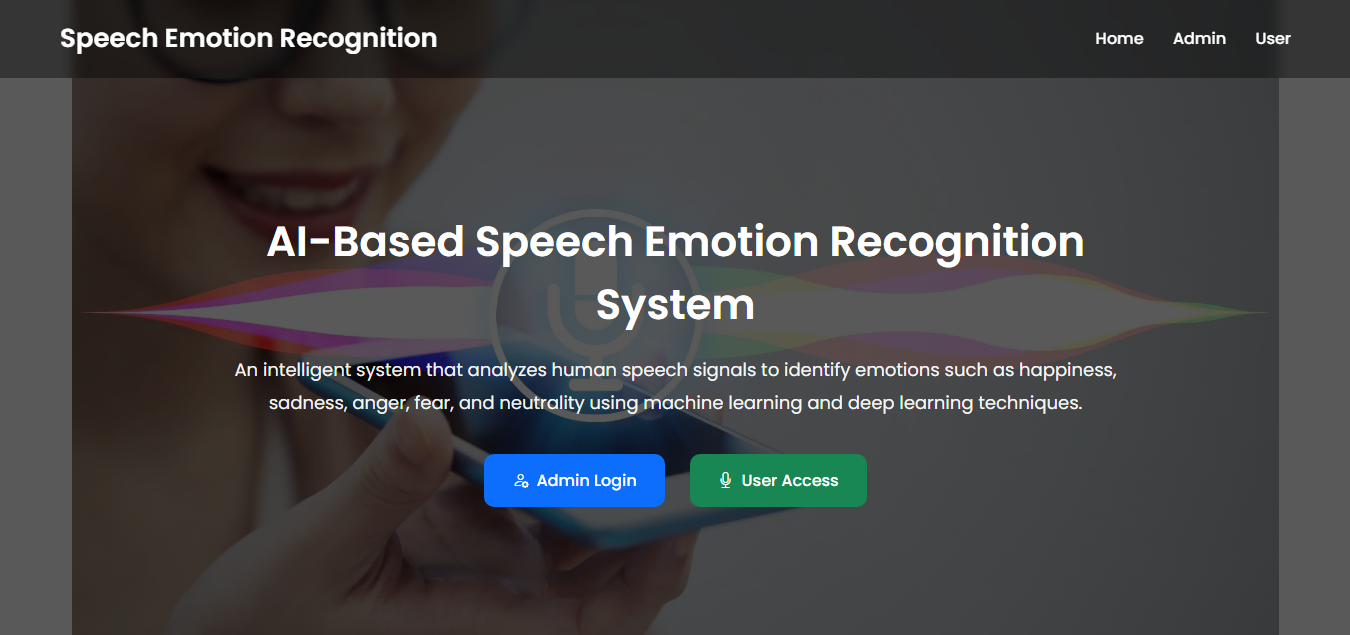 Speech Emotion Recognition
Home Admin User
AI-Based Speech Emotion Recognition
System
An intelligent system that analyzes human speech signals to identify emotions such as happiness,
sadness, anger, fear, and neutrality using machine learning and deep learning techniques.
Admin Login
User Access